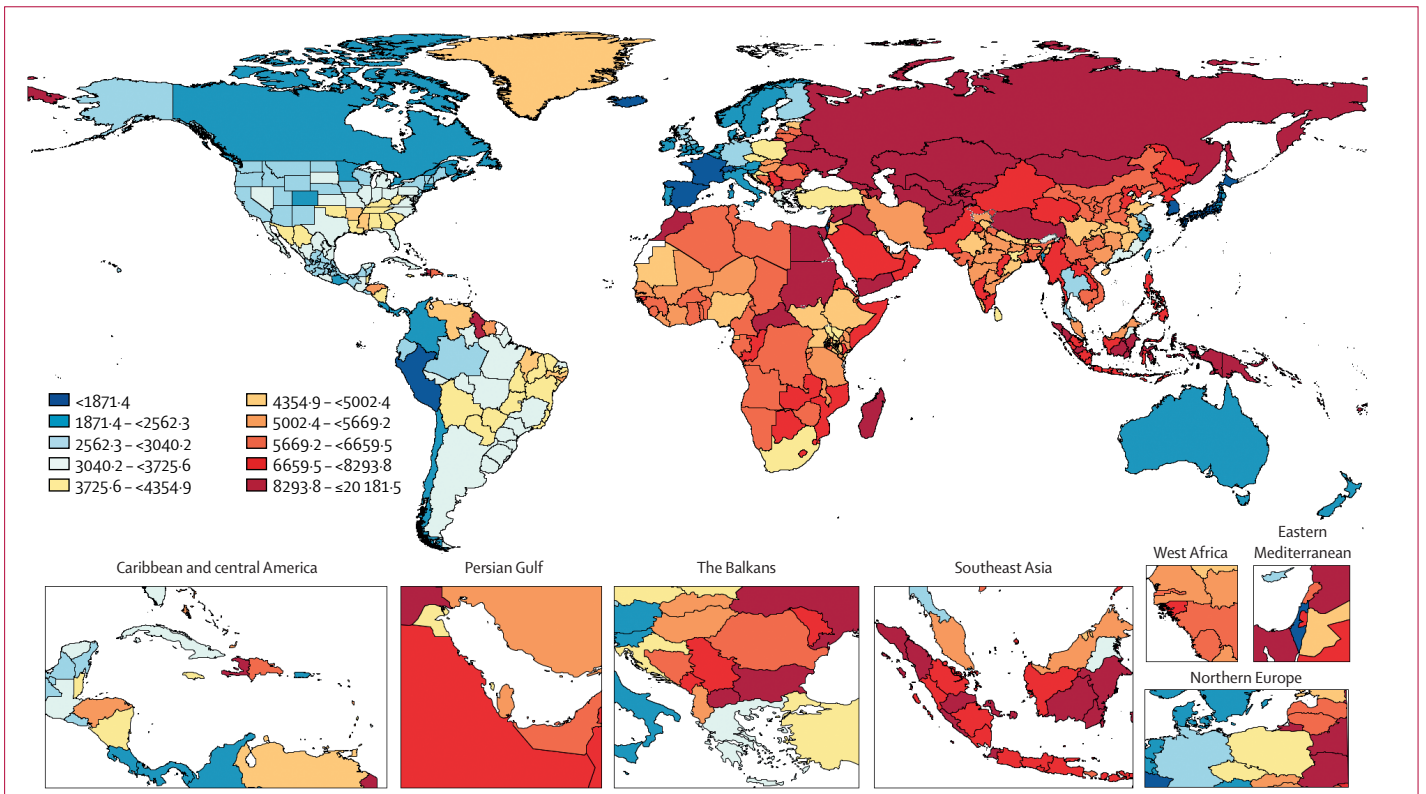 <1871·4
1871·4 – <2562·3
2562·3 – <3040·2
3040·2 – <3725·6
3725·6 – <4354·9
4354·9 – <5002·4
5002·4 – <5669·2
5669·2 – <6659·5
6659·5 – <8293·8
8293·8 – ≤20 181·5
Caribbean and central America
Persian Gulf
The Balkans
Southeast Asia
West Africa
Eastern
Mediterranean
Northern Europe